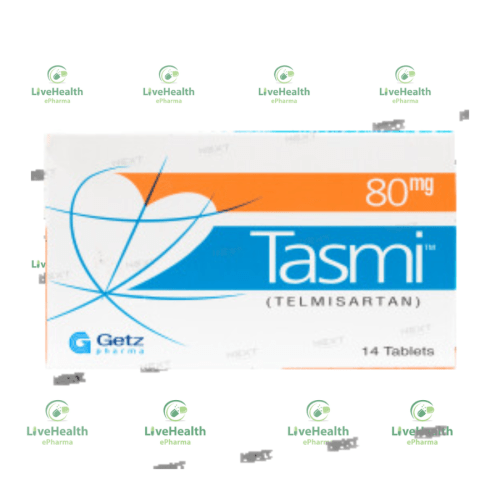 LiveHealth LiveHealth LiveHealth LiveHealth
ePharma ePharma ePharma ePharma
80mg
Tasmi™
(TELMISARTAN)
Getz
pharma
14 Tablets
LiveHealth LiveHealth LiveHealth LiveHealth
ePharma ePharma ePharma ePharma